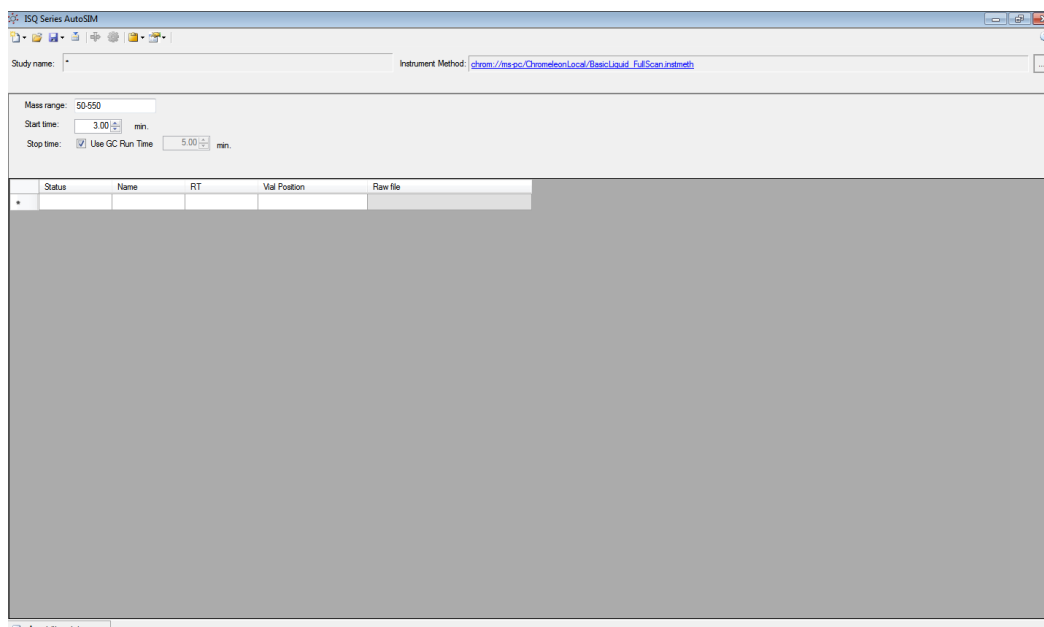 ISQ Series AutoSIM
Study name: * Instrument Method: chrom://ms-pc/ChromeleonLocal/BasicLiquid_FullScan.instmeth ...
Mass range: 50-550
Start time: 3.00 min.
Stop time: Use GC Run Time 5.00 min.
Status Name RT Vial Position Raw file
*